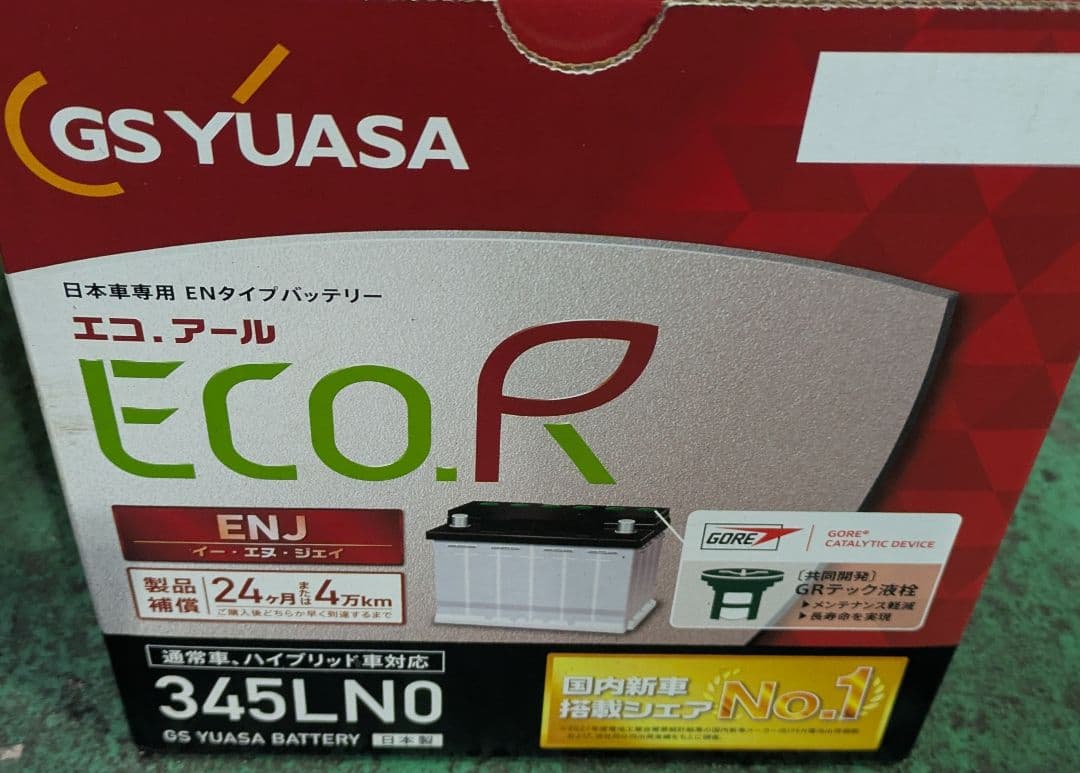 GS YUASA
日本車専用 ENタイプバッテリー
エコ.アール
ECO.R
ENJ
イー・エヌ・ジェイ
製品補償 24ヶ月または4万km
ご購入後どちらか早く到達するまで
GORE
GORE®
CATALYTIC DEVICE
〔共同開発〕
GRテック液栓
▶メンテナンス軽減
▶長寿命を実現
通常車、ハイブリッド車対応
345LN0
GS YUASA BATTERY 日本製
国内新車
搭載シェア No.1